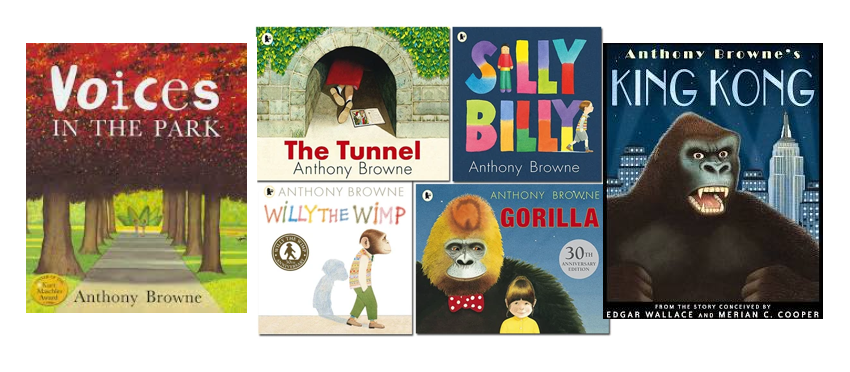 Voices
IN THE PARK
Anthony Browne
The Tunnel
Anthony Browne
SILLY
BILLY
Anthony Browne
ANTHONY BROWNE
WILLY THE WIMP
ANTHONY BROWNE
GORILLA
30TH
ANNIVERSARY
EDITION
Anthony Browne's
KING KONG
FROM THE STORY CONCEIVED BY
EDGAR WALLACE AND MERIAN C. COOPER